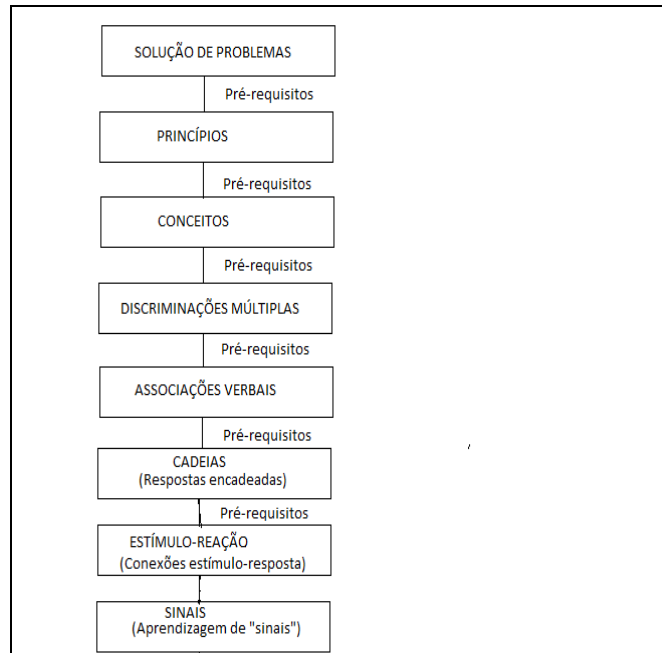 SOLUÇÃO DE PROBLEMAS
Pré-requisitos
PRINCÍPIOS
Pré-requisitos
CONCEITOS
Pré-requisitos
DISCRIMINAÇÕES MÚLTIPLAS
Pré-requisitos
ASSOCIAÇÕES VERBAIS
Pré-requisitos
CADEIAS
(Respostas encadeadas)
Pré-requisitos
ESTÍMULO-REAÇÃO
(Conexões estímulo-resposta)
SINAIS
(Aprendizagem de "sinais")